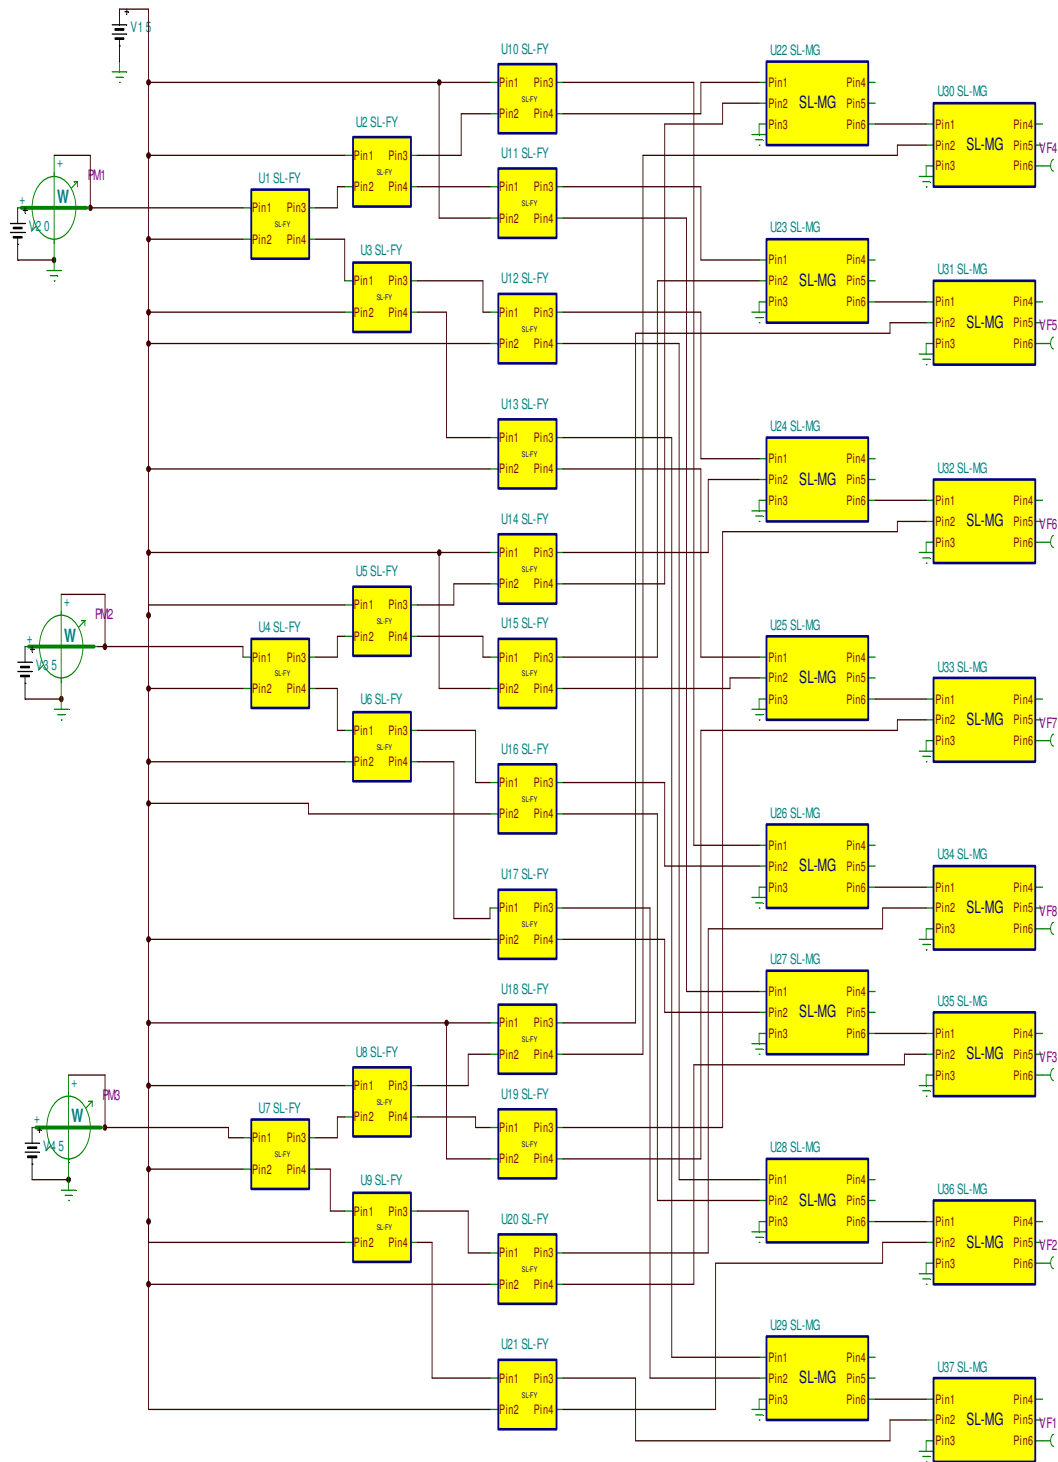 V1 5
U10 SL-FY
Pin1 Pin3
SL-FY
Pin2 Pin4
U22 SL-MG
Pin1 Pin4
Pin2 SL-MG Pin5
Pin3 Pin6
U30 SL-MG
Pin1 Pin4
Pin2 SL-MG Pin5
Pin3 Pin6
VF4
U2 SL-FY
Pin1 Pin3
SL-FY
Pin2 Pin4
U11 SL-FY
Pin1 Pin3
SL-FY
Pin2 Pin4
PM1
W
V2 0
U1 SL-FY
Pin1 Pin3
SL-FY
Pin2 Pin4
U3 SL-FY
Pin1 Pin3
SL-FY
Pin2 Pin4
U23 SL-MG
Pin1 Pin4
Pin2 SL-MG Pin5
Pin3 Pin6
U12 SL-FY
Pin1 Pin3
SL-FY
Pin2 Pin4
U31 SL-MG
Pin1 Pin4
Pin2 SL-MG Pin5
Pin3 Pin6
VF5
U13 SL-FY
Pin1 Pin3
SL-FY
Pin2 Pin4
U24 SL-MG
Pin1 Pin4
Pin2 SL-MG Pin5
Pin3 Pin6
U32 SL-MG
Pin1 Pin4
Pin2 SL-MG Pin5
Pin3 Pin6
VF6
U14 SL-FY
Pin1 Pin3
SL-FY
Pin2 Pin4
U5 SL-FY
Pin1 Pin3
SL-FY
Pin2 Pin4
PM2
W
V3 5
U4 SL-FY
Pin1 Pin3
SL-FY
Pin2 Pin4
U15 SL-FY
Pin1 Pin3
SL-FY
Pin2 Pin4
U25 SL-MG
Pin1 Pin4
Pin2 SL-MG Pin5
Pin3 Pin6
U33 SL-MG
Pin1 Pin4
Pin2 SL-MG Pin5
Pin3 Pin6
VF7
U6 SL-FY
Pin1 Pin3
SL-FY
Pin2 Pin4
U16 SL-FY
Pin1 Pin3
SL-FY
Pin2 Pin4
U26 SL-MG
Pin1 Pin4
Pin2 SL-MG Pin5
Pin3 Pin6
U34 SL-MG
Pin1 Pin4
Pin2 SL-MG Pin5
Pin3 Pin6
VF8
U17 SL-FY
Pin1 Pin3
SL-FY
Pin2 Pin4
U27 SL-MG
Pin1 Pin4
Pin2 SL-MG Pin5
Pin3 Pin6
U18 SL-FY
Pin1 Pin3
SL-FY
Pin2 Pin4
U35 SL-MG
Pin1 Pin4
Pin2 SL-MG Pin5
Pin3 Pin6
VF3
U8 SL-FY
Pin1 Pin3
SL-FY
Pin2 Pin4
PM3
W
V4 5
U7 SL-FY
Pin1 Pin3
SL-FY
Pin2 Pin4
U19 SL-FY
Pin1 Pin3
SL-FY
Pin2 Pin4
U28 SL-MG
Pin1 Pin4
Pin2 SL-MG Pin5
Pin3 Pin6
U9 SL-FY
Pin1 Pin3
SL-FY
Pin2 Pin4
U36 SL-MG
Pin1 Pin4
Pin2 SL-MG Pin5
Pin3 Pin6
VF2
U20 SL-FY
Pin1 Pin3
SL-FY
Pin2 Pin4
U29 SL-MG
Pin1 Pin4
Pin2 SL-MG Pin5
Pin3 Pin6
U21 SL-FY
Pin1 Pin3
SL-FY
Pin2 Pin4
U37 SL-MG
Pin1 Pin4
Pin2 SL-MG Pin5
Pin3 Pin6
VF1